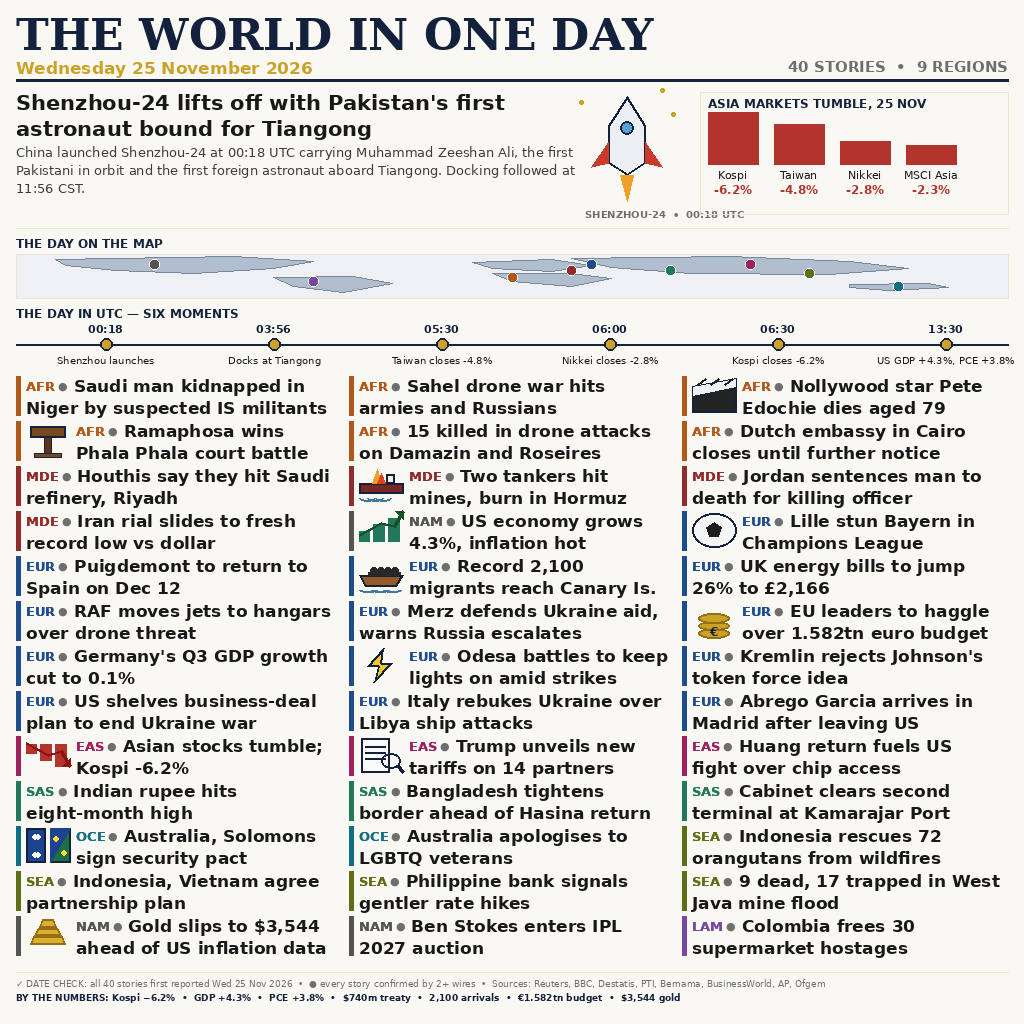 THE WORLD IN ONE DAY
Wednesday 25 November 2026
40 STORIES • 9 REGIONS
Shenzhou-24 lifts off with Pakistan's first
astronaut bound for Tiangong
China launched Shenzhou-24 at 00:18 UTC carrying Muhammad Zeeshan Ali, the first
Pakistani in orbit and the first foreign astronaut aboard Tiangong. Docking followed at
11:56 CST.
SHENZHOU-24 • 00:18 UTC
ASIA MARKETS TUMBLE, 25 NOV
Kospi Taiwan Nikkei MSCI Asia
-6.2% -4.8% -2.8% -2.3%
THE DAY ON THE MAP
THE DAY IN UTC — SIX MOMENTS
00:18 03:56 05:30 06:00 06:30 13:30
Shenzhou launches Docks at Tiangong Taiwan closes -4.8% Nikkei closes -2.8% Kospi closes -6.2% US GDP +4.3%, PCE +3.8%
AFR ● Saudi man kidnapped in
Niger by suspected IS militants
AFR ● Sahel drone war hits
armies and Russians
AFR ● Nollywood star Pete
Edochie dies aged 79
AFR ● Ramaphosa wins
Phala Phala court battle
AFR ● 15 killed in drone attacks
on Damazin and Roseires
AFR ● Dutch embassy in Cairo
closes until further notice
MDE ● Houthis say they hit Saudi
refinery, Riyadh
MDE ● Two tankers hit
mines, burn in Hormuz
MDE ● Jordan sentences man to
death for killing officer
MDE ● Iran rial slides to fresh
record low vs dollar
NAM ● US economy grows
4.3%, inflation hot
EUR ● Lille stun Bayern in
Champions League
EUR ● Puigdemont to return to
Spain on Dec 12
EUR ● Record 2,100
migrants reach Canary Is.
EUR ● UK energy bills to jump
26% to £2,166
EUR ● RAF moves jets to hangars
over drone threat
EUR ● Merz defends Ukraine aid,
warns Russia escalates
EUR ● EU leaders to haggle
over 1.582tn euro budget
EUR ● Germany's Q3 GDP growth
cut to 0.1%
EUR ● Odesa battles to keep
lights on amid strikes
EUR ● Kremlin rejects Johnson's
token force idea
EUR ● US shelves business-deal
plan to end Ukraine war
EUR ● Italy rebukes Ukraine over
Libya ship attacks
EUR ● Abrego Garcia arrives in
Madrid after leaving US
EAS ● Asian stocks tumble;
Kospi -6.2%
EAS ● Trump unveils new
tariffs on 14 partners
EAS ● Huang return fuels US
fight over chip access
SAS ● Indian rupee hits
eight-month high
SAS ● Bangladesh tightens
border ahead of Hasina return
SAS ● Cabinet clears second
terminal at Kamarajar Port
OCE ● Australia, Solomons
sign security pact
OCE ● Australia apologises to
LGBTQ veterans
SEA ● Indonesia rescues 72
orangutans from wildfires
SEA ● Indonesia, Vietnam agree
partnership plan
SEA ● Philippine bank signals
gentler rate hikes
SEA ● 9 dead, 17 trapped in West
Java mine flood
NAM ● Gold slips to $3,544
ahead of US inflation data
NAM ● Ben Stokes enters IPL
2027 auction
LAM ● Colombia frees 30
supermarket hostages
€
✓ DATE CHECK: all 40 stories first reported Wed 25 Nov 2026 • ● every story confirmed by 2+ wires • Sources: Reuters, BBC, Destatis, PTI, Bernama, BusinessWorld, AP, Ofgem
BY THE NUMBERS: Kospi −6.2% • GDP +4.3% • PCE +3.8% • $740m treaty • 2,100 arrivals • €1.582tn budget • $3,544 gold